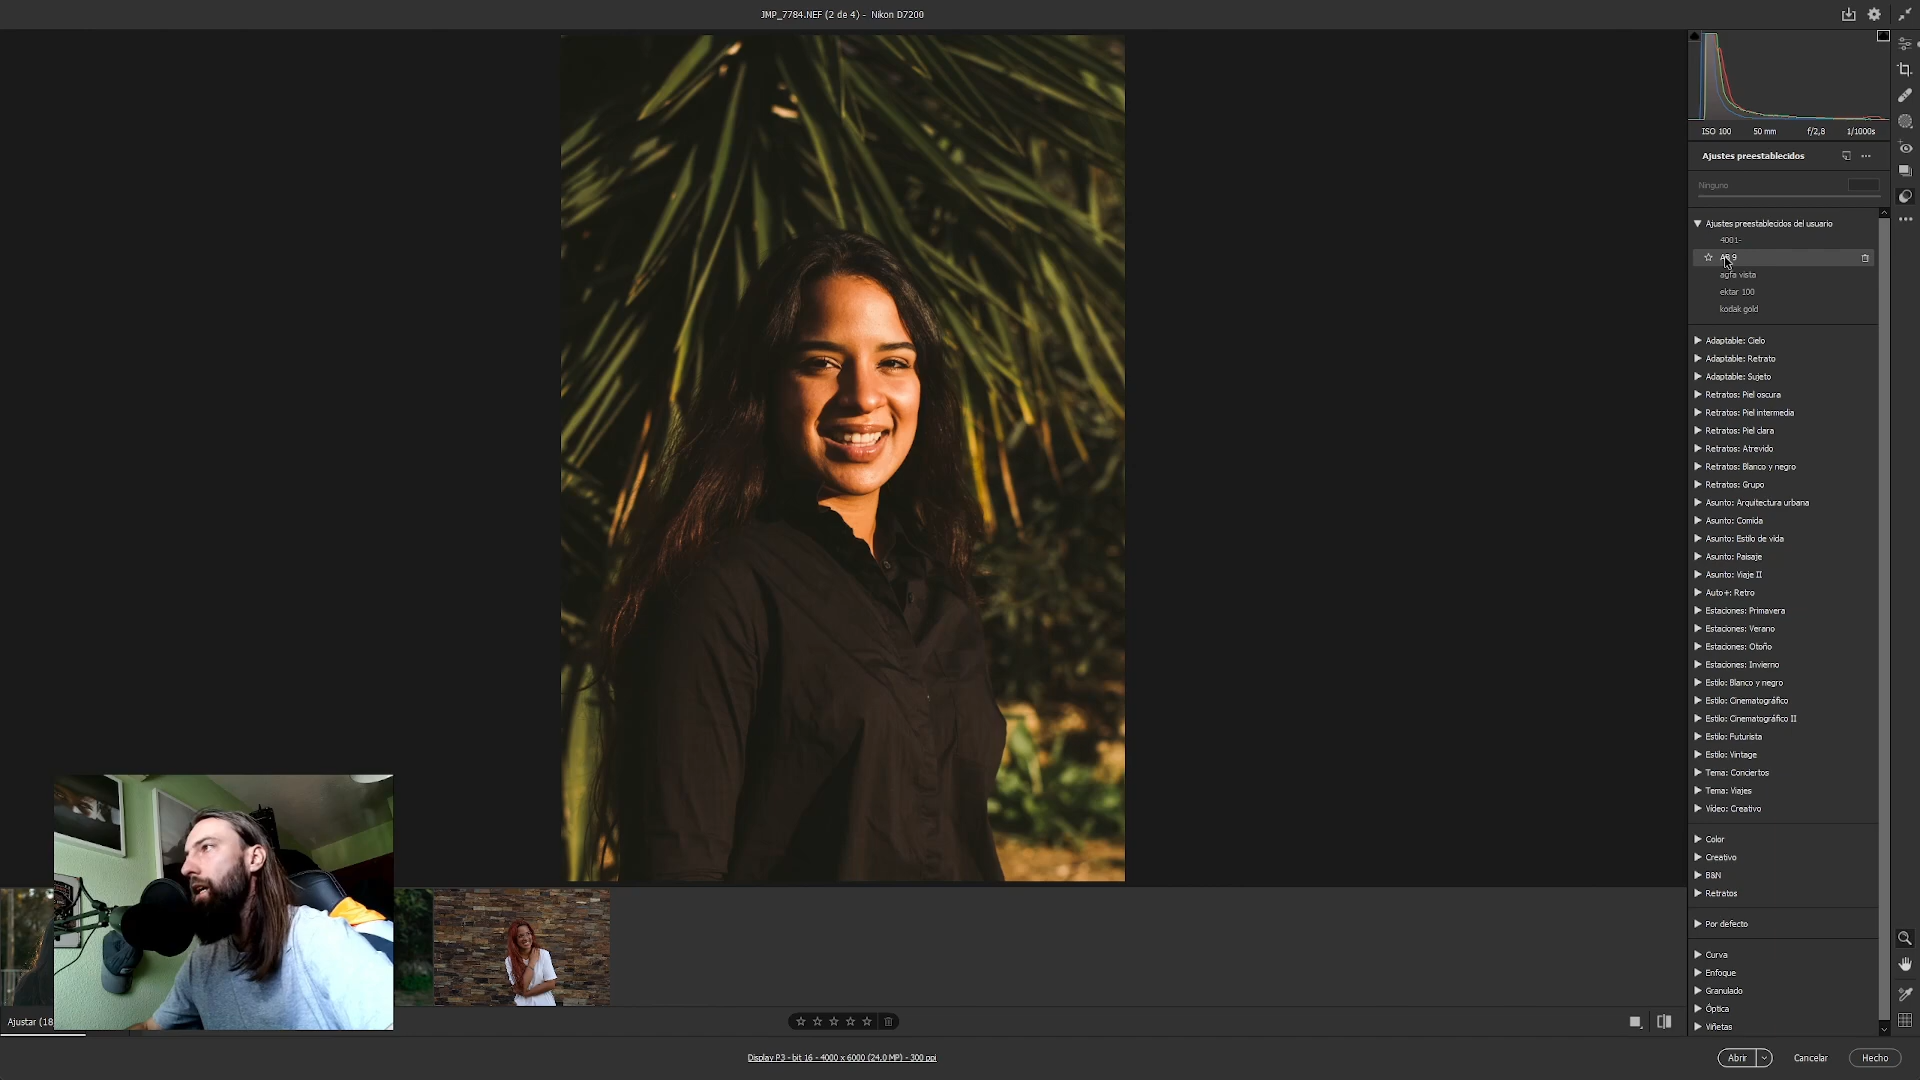 JMP_7784.NEF (2 de 4) - Nikon D7200
ISO 100 50 mm f/2,8 1/1000s
Ajustes preestablecidos
Ninguno
Ajustes preestablecidos del usuario
4001-
agfa vista
ektar 100
kodak gold
Adaptable: Cielo
Adaptable: Retrato
Adaptable: Sujeto
Retratos: Piel oscura
Retratos: Piel intermedia
Retratos: Piel clara
Retratos: Atrevido
Retratos: Blanco y negro
Retratos: Grupo
Asunto: Arquitectura urbana
Asunto: Comida
Asunto: Estilo de vida
Asunto: Paisaje
Asunto: Viaje II
Auto+: Retro
Estaciones: Primavera
Estaciones: Verano
Estaciones: Otoño
Estaciones: Invierno
Estilo: Blanco y negro
Estilo: Cinematográfico
Estilo: Cinematográfico II
Estilo: Futurista
Estilo: Vintage
Tema: Conciertos
Tema: Viajes
Vídeo: Creativo
Color
Creativo
B&N
Retratos
Por defecto
Curva
Enfoque
Granulado
Óptica
Viñetas
Ajustar (18
Display P3 - bit 16 - 4000 x 6000 (24,0 MP) - 300 ppi
Abrir
Cancelar
Hecho